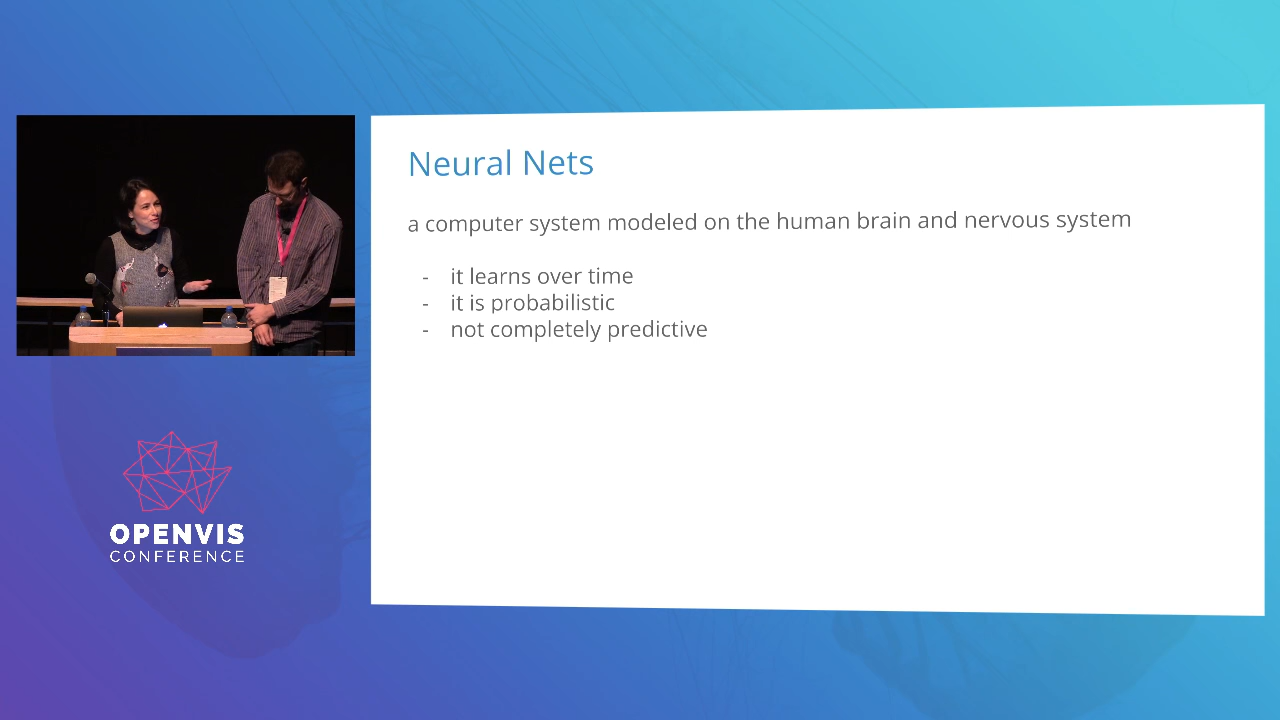 Neural Nets
a computer system modeled on the human brain and nervous system
- it learns over time
- it is probabilistic
- not completely predictive
OPENVIS
CONFERENCE